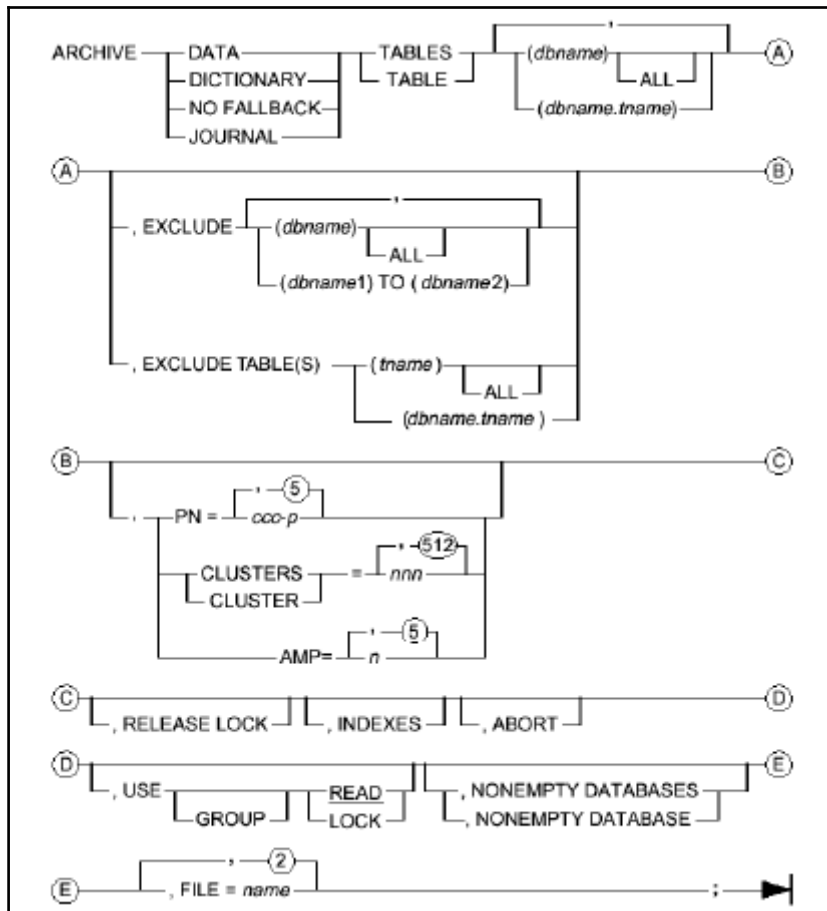 ,
ARCHIVE DATA TABLES (dbname) A
DICTIONARY TABLE ALL
NO FALLBACK (dbname.tname)
JOURNAL
A B
,
, EXCLUDE (dbname)
ALL
(dbname1) TO (dbname2)
, EXCLUDE TABLE(S) (tname)
ALL
(dbname.tname)
B C
, 5
, PN = ccc-p
, 512
CLUSTERS = nnn
CLUSTER
, 5
AMP= n
C D
, RELEASE LOCK , INDEXES , ABORT
D E
, USE READ , NONEMPTY DATABASES
GROUP LOCK , NONEMPTY DATABASE
, 2
E , FILE = name ;